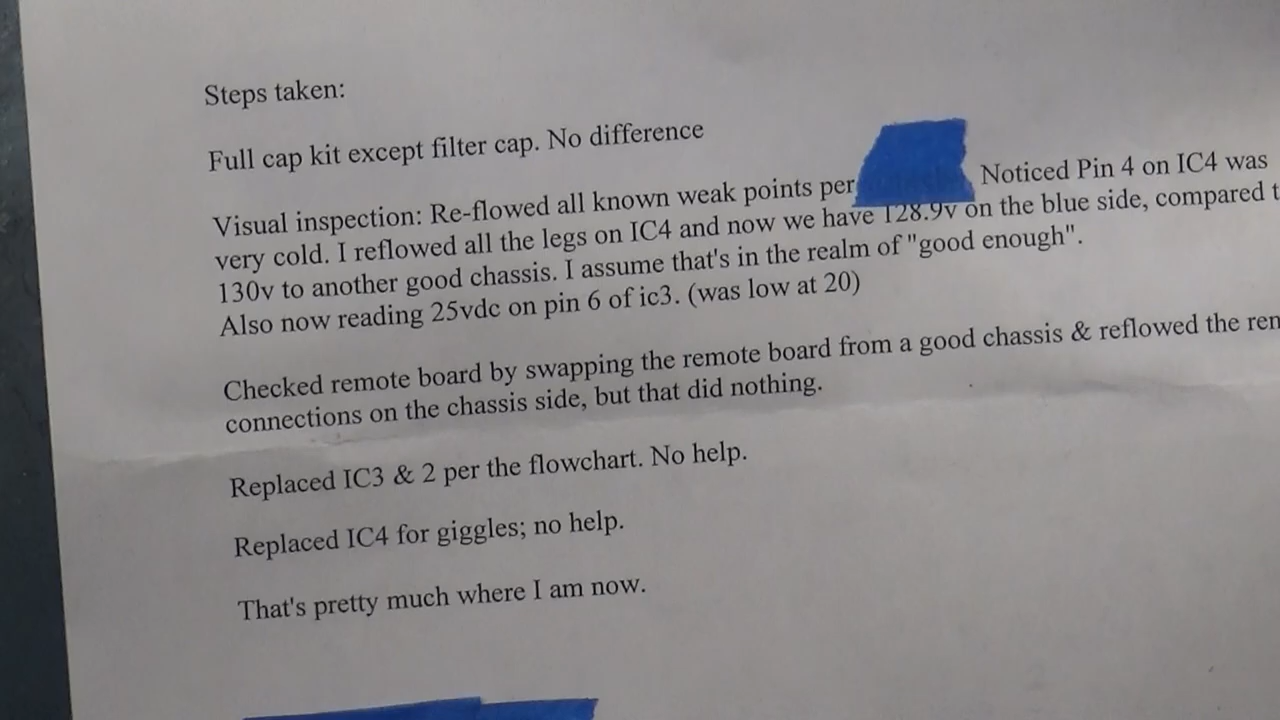 Steps taken:
Full cap kit except filter cap. No difference
Visual inspection: Re-flowed all known weak points per Noticed Pin 4 on IC4 was
very cold. I reflowed all the legs on IC4 and now we have 128.9v on the blue side, compared
130v to another good chassis. I assume that's in the realm of "good enough".
Also now reading 25vdc on pin 6 of ic3. (was low at 20)
Checked remote board by swapping the remote board from a good chassis & reflowed the
connections on the chassis side, but that did nothing.
Replaced IC3 & 2 per the flowchart. No help.
Replaced IC4 for giggles; no help.
That's pretty much where I am now.